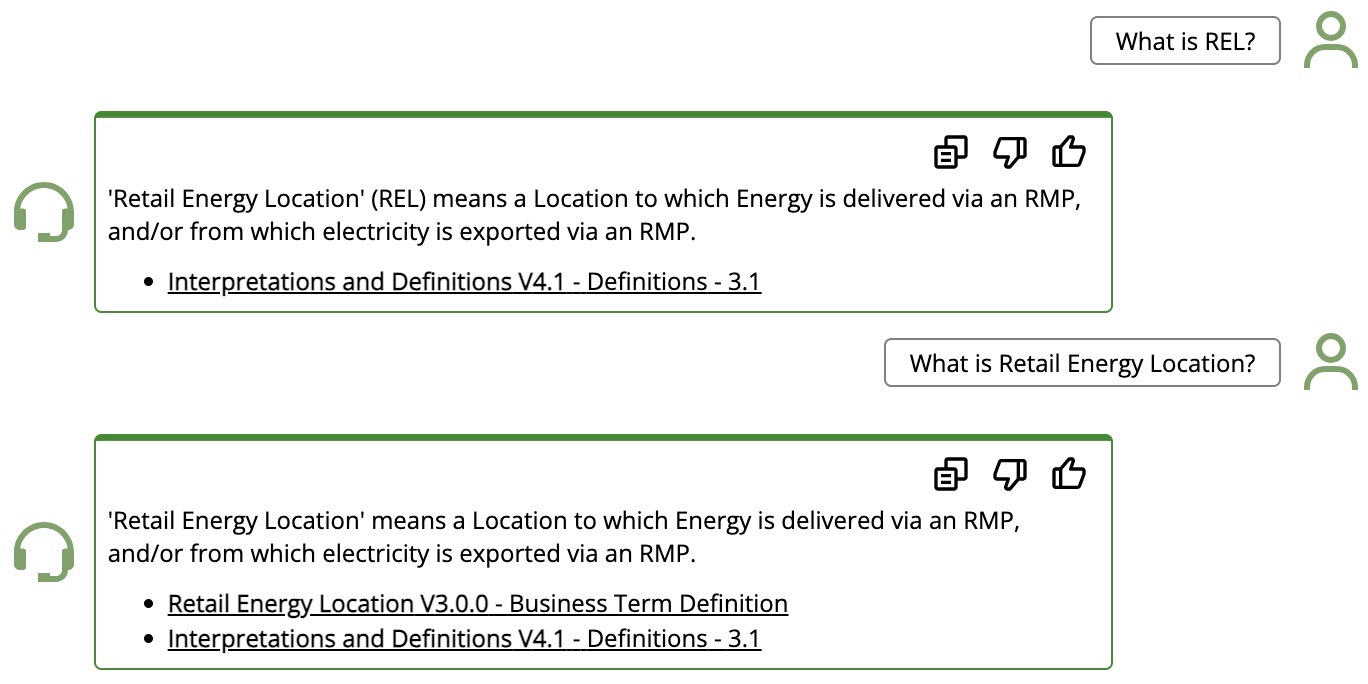 What is REL?
'Retail Energy Location' (REL) means a Location to which Energy is delivered via an RMP,
and/or from which electricity is exported via an RMP.
• Interpretations and Definitions V4.1 - Definitions - 3.1
What is Retail Energy Location?
'Retail Energy Location' means a Location to which Energy is delivered via an RMP,
and/or from which electricity is exported via an RMP.
• Retail Energy Location V3.0.0 - Business Term Definition
• Interpretations and Definitions V4.1 - Definitions - 3.1